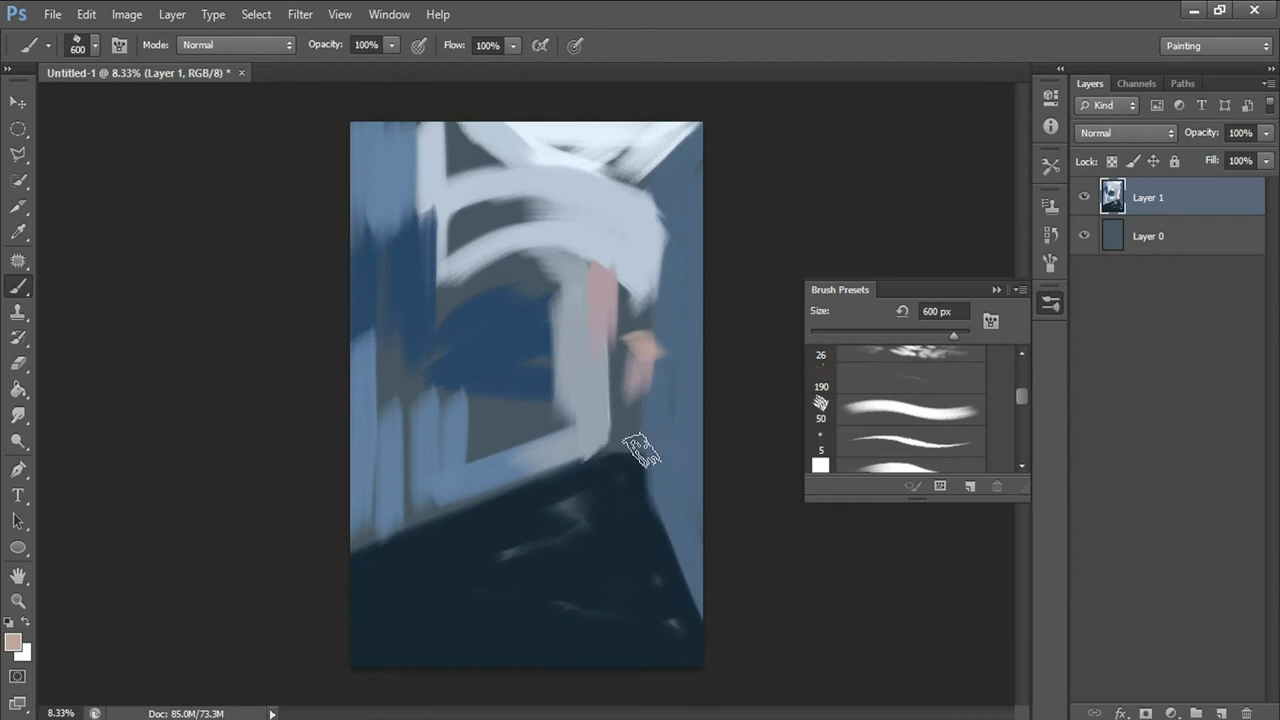 Ps File Edit Image Layer Type Select Filter View Window Help
600 Mode: Normal Opacity: 100% Flow: 100% Painting
Untitled-1 @ 8.33% (Layer 1, RGB/8) * ×
Layers Channels Paths
Kind
Normal Opacity: 100%
Lock: Fill: 100%
Layer 1
Layer 0
Brush Presets
Size: 600 px
26
190
50
5
8.33% Doc: 85.0M/73.3M